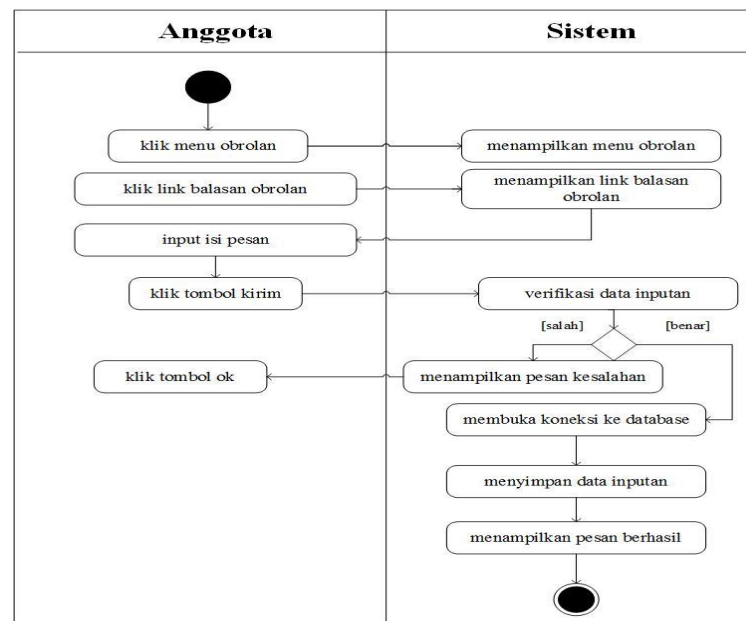 Anggota
Sistem
klik menu obrolan
menampilkan menu obrolan
klik link balasan obrolan
menampilkan link balasan
obrolan
input isi pesan
klik tombol kirim
verifikasi data inputan
[salah]
[benar]
klik tombol ok
menampilkan pesan kesalahan
membuka koneksi ke database
menyimpan data inputan
menampilkan pesan berhasil